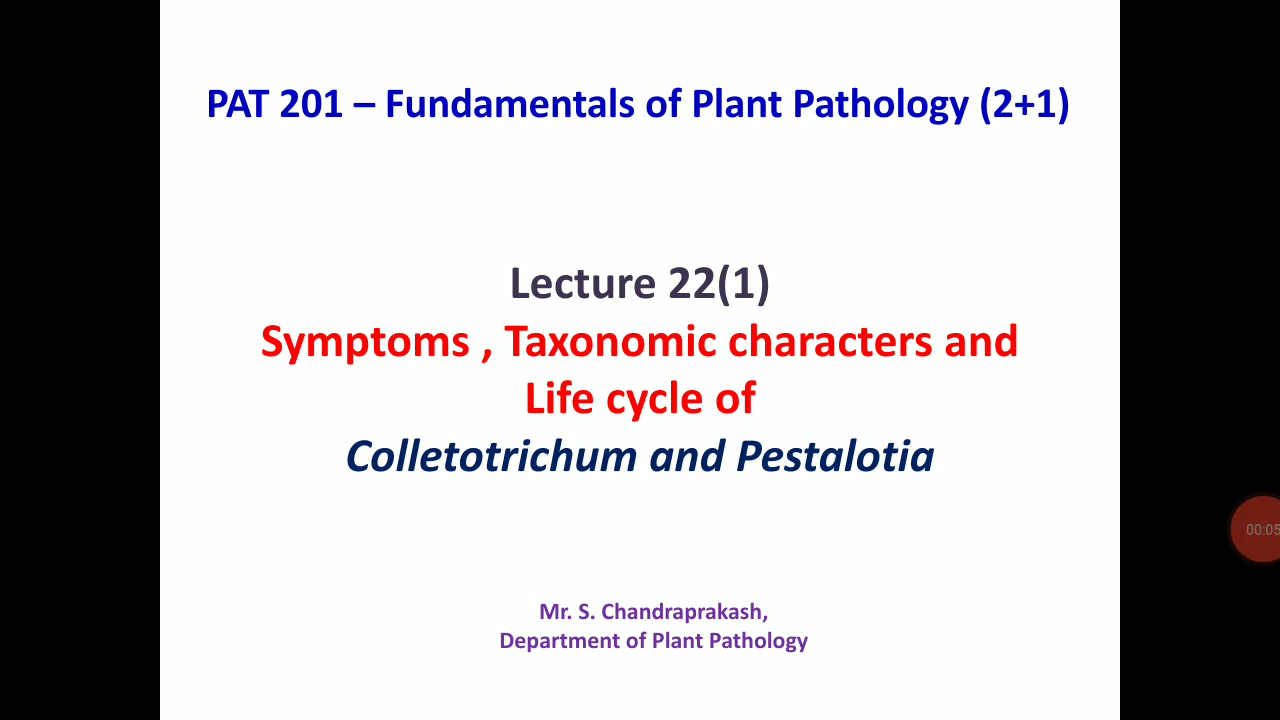 PAT 201 – Fundamentals of Plant Pathology (2+1)
Lecture 22(1)
Symptoms , Taxonomic characters and
Life cycle of
Colletotrichum and Pestalotia
00:05
Mr. S. Chandraprakash,
Department of Plant Pathology